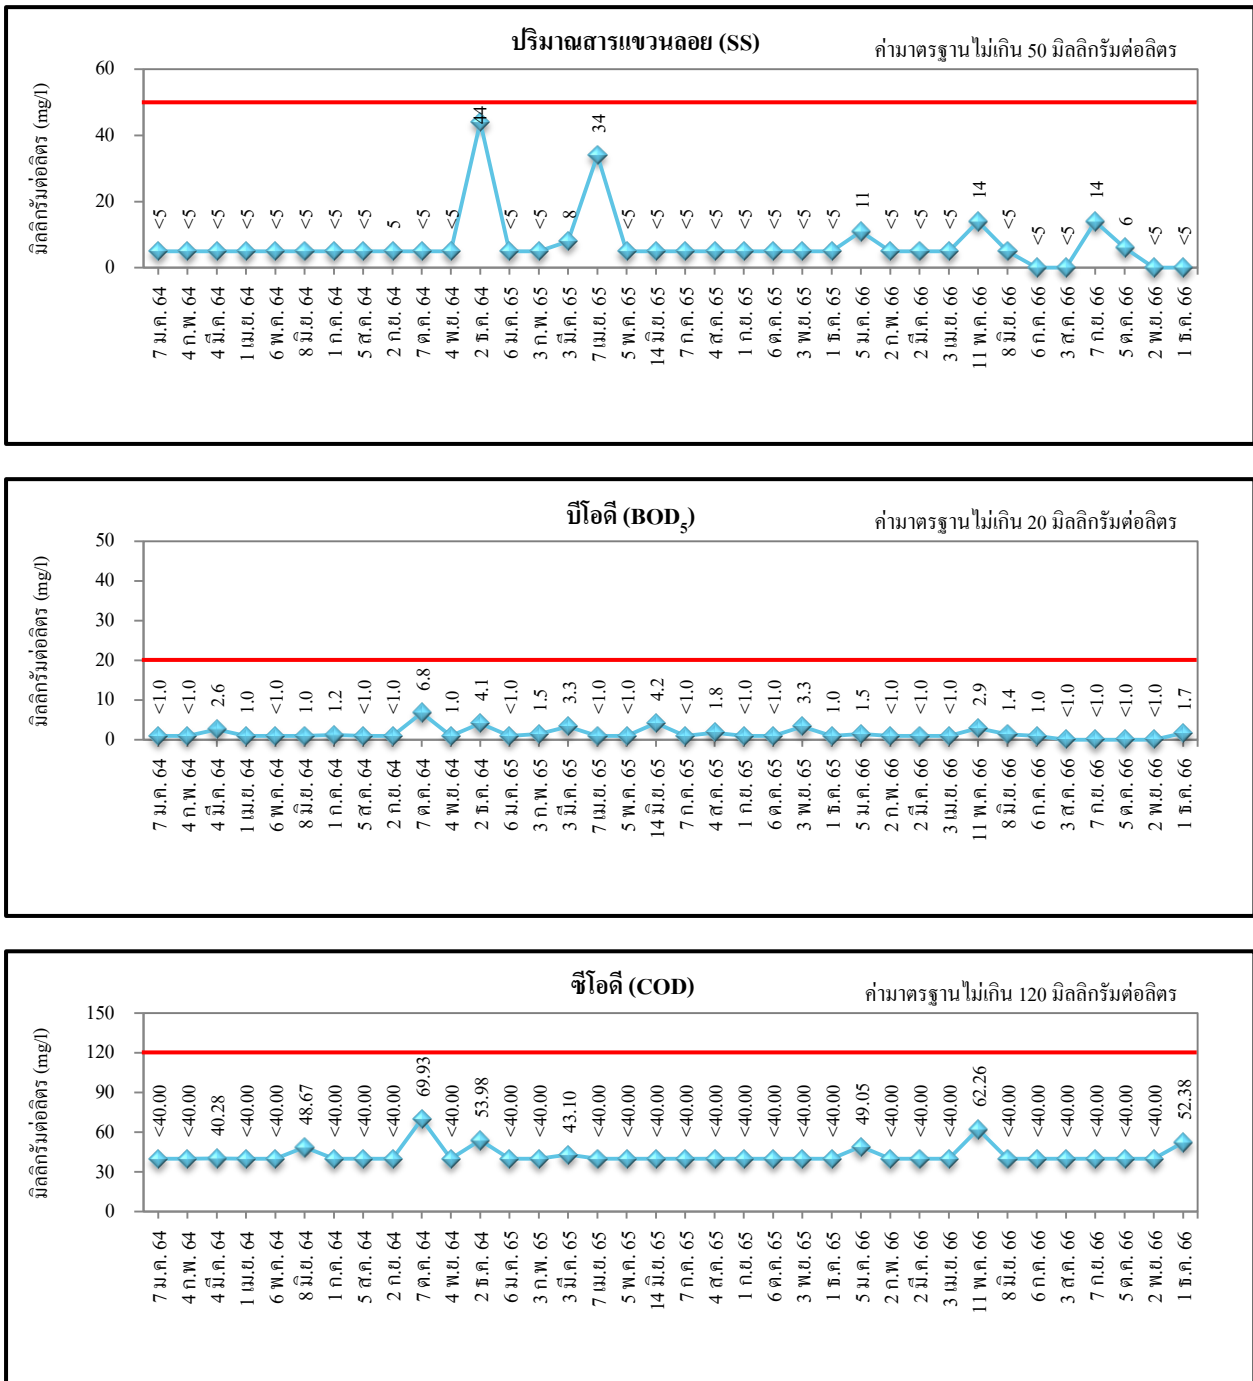 ปริมาณสารแขวนลอย (SS)
ค่ามาตรฐานไม่เกิน 50 มิลลิกรัมต่อลิตร
มิลลิกรัมต่อลิตร (mg/l)
60
40
20
0
<5 <5 <5 <5 <5 <5 <5 <5 5 <5 <5 44 <5 <5 8 34 <5 <5 <5 <5 <5 <5 <5 <5 11 <5 <5 <5 14 <5 <5 <5 14 6 <5 <5
7 ม.ค. 64 4 ก.พ. 64 4 มี.ค. 64 1 เม.ย. 64 6 พ.ค. 64 8 มิ.ย. 64 1 ก.ค. 64 5 ส.ค. 64 2 ก.ย. 64 7 ต.ค. 64 4 พ.ย. 64 2 ธ.ค. 64 6 ม.ค. 65 3 ก.พ. 65 3 มี.ค. 65 7 เม.ย. 65 5 พ.ค. 65 14 มิ.ย. 65 7 ก.ค. 65 4 ส.ค. 65 1 ก.ย. 65 6 ต.ค. 65 3 พ.ย. 65 1 ธ.ค. 65 5 ม.ค. 66 2 ก.พ. 66 2 มี.ค. 66 3 เม.ย. 66 11 พ.ค. 66 8 มิ.ย. 66 6 ก.ค. 66 3 ส.ค. 66 7 ก.ย. 66 5 ต.ค. 66 2 พ.ย. 66 1 ธ.ค. 66
บีโอดี (BOD5)
ค่ามาตรฐานไม่เกิน 20 มิลลิกรัมต่อลิตร
มิลลิกรัมต่อลิตร (mg/l)
50
40
30
20
10
0
<1.0 <1.0 2.6 1.0 <1.0 1.0 1.2 <1.0 <1.0 6.8 1.0 4.1 <1.0 1.5 3.3 <1.0 <1.0 4.2 <1.0 1.8 <1.0 <1.0 3.3 1.0 1.5 <1.0 <1.0 <1.0 2.9 1.4 1.0 <1.0 <1.0 <1.0 <1.0 1.7
7 ม.ค. 64 4 ก.พ. 64 4 มี.ค. 64 1 เม.ย. 64 6 พ.ค. 64 8 มิ.ย. 64 1 ก.ค. 64 5 ส.ค. 64 2 ก.ย. 64 7 ต.ค. 64 4 พ.ย. 64 2 ธ.ค. 64 6 ม.ค. 65 3 ก.พ. 65 3 มี.ค. 65 7 เม.ย. 65 5 พ.ค. 65 14 มิ.ย. 65 7 ก.ค. 65 4 ส.ค. 65 1 ก.ย. 65 6 ต.ค. 65 3 พ.ย. 65 1 ธ.ค. 65 5 ม.ค. 66 2 ก.พ. 66 2 มี.ค. 66 3 เม.ย. 66 11 พ.ค. 66 8 มิ.ย. 66 6 ก.ค. 66 3 ส.ค. 66 7 ก.ย. 66 5 ต.ค. 66 2 พ.ย. 66 1 ธ.ค. 66
ซีโอดี (COD)
ค่ามาตรฐานไม่เกิน 120 มิลลิกรัมต่อลิตร
มิลลิกรัมต่อลิตร (mg/l)
150
120
90
60
30
0
<40.00 <40.00 40.28 <40.00 <40.00 48.67 <40.00 <40.00 <40.00 69.93 <40.00 53.98 <40.00 <40.00 43.10 <40.00 <40.00 <40.00 <40.00 <40.00 <40.00 <40.00 <40.00 <40.00 49.05 <40.00 <40.00 <40.00 62.26 <40.00 <40.00 <40.00 <40.00 <40.00 <40.00 52.38
7 ม.ค. 64 4 ก.พ. 64 4 มี.ค. 64 1 เม.ย. 64 6 พ.ค. 64 8 มิ.ย. 64 1 ก.ค. 64 5 ส.ค. 64 2 ก.ย. 64 7 ต.ค. 64 4 พ.ย. 64 2 ธ.ค. 64 6 ม.ค. 65 3 ก.พ. 65 3 มี.ค. 65 7 เม.ย. 65 5 พ.ค. 65 14 มิ.ย. 65 7 ก.ค. 65 4 ส.ค. 65 1 ก.ย. 65 6 ต.ค. 65 3 พ.ย. 65 1 ธ.ค. 65 5 ม.ค. 66 2 ก.พ. 66 2 มี.ค. 66 3 เม.ย. 66 11 พ.ค. 66 8 มิ.ย. 66 6 ก.ค. 66 3 ส.ค. 66 7 ก.ย. 66 5 ต.ค. 66 2 พ.ย. 66 1 ธ.ค. 66